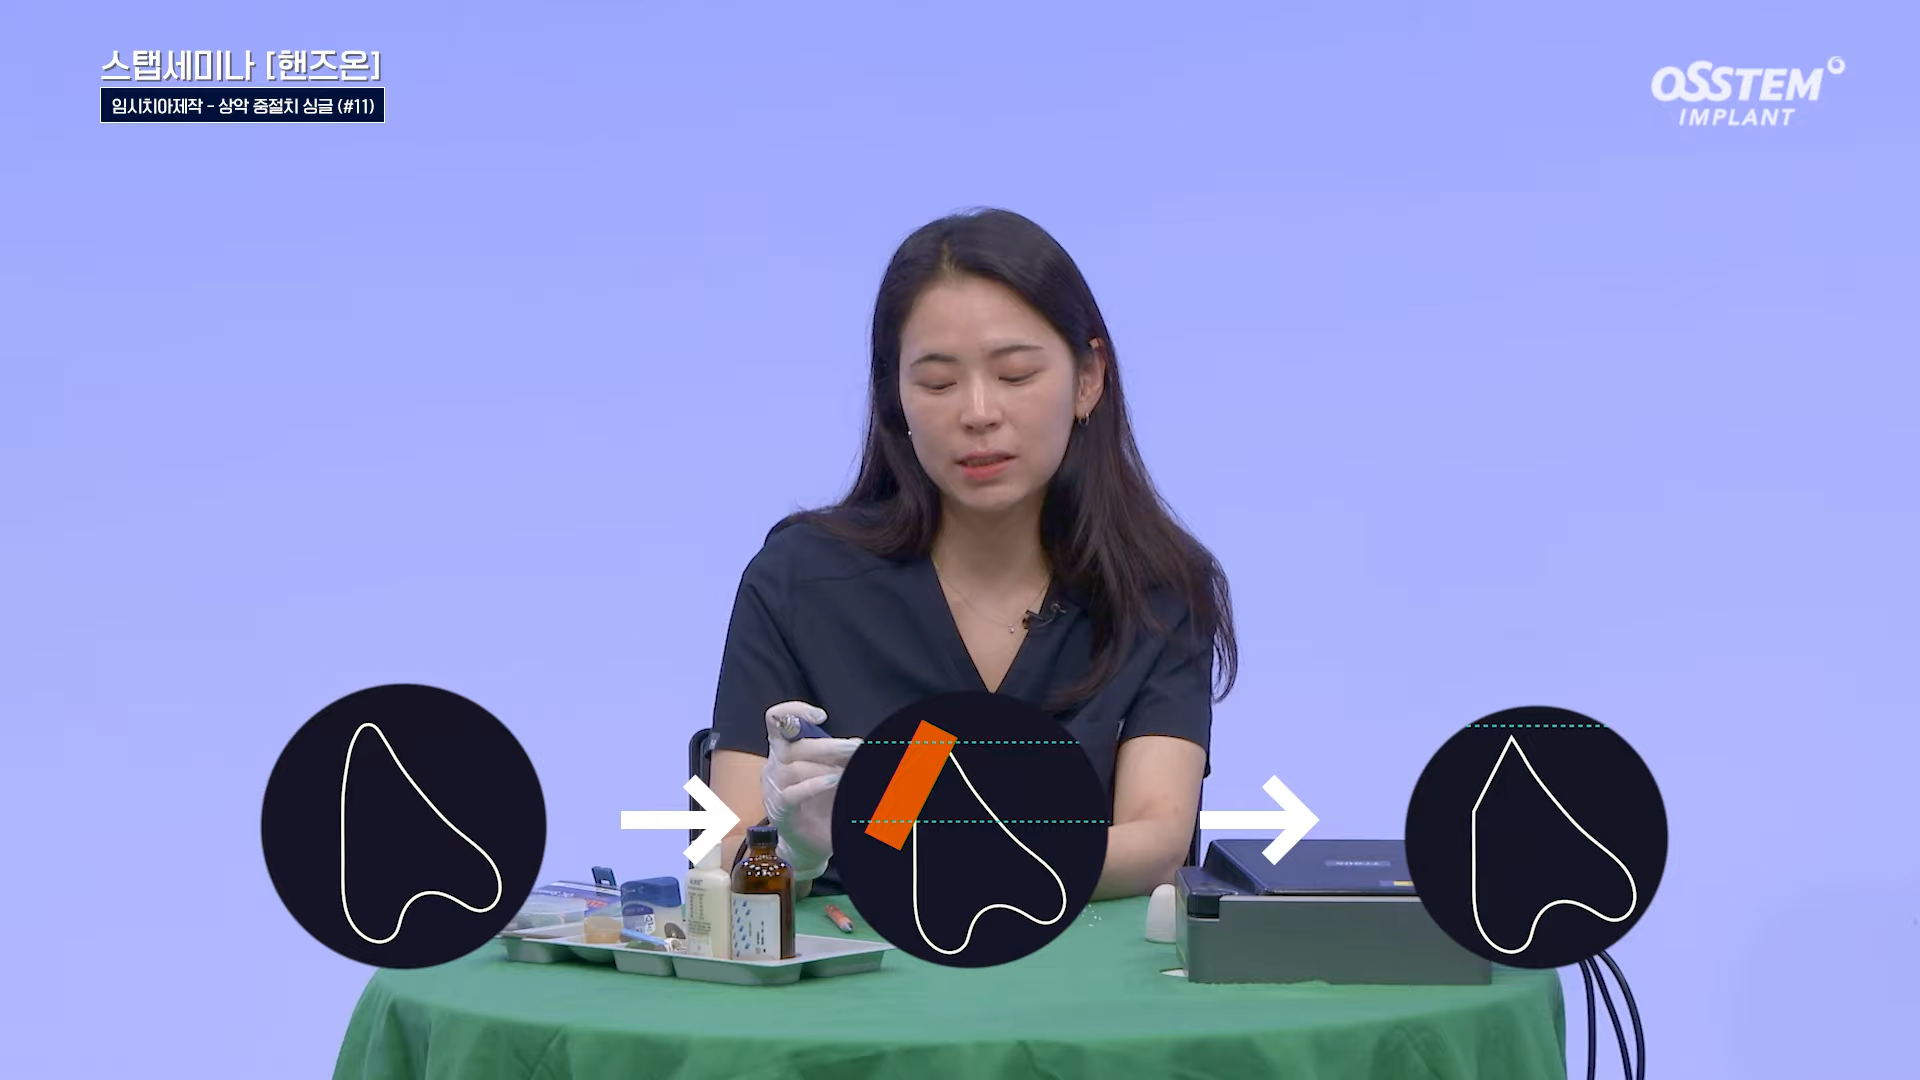 스탭세미나 [핸즈온]
임시치아제작 - 상악 중절치 싱글 (#11)
OSSTEM
IMPLANT